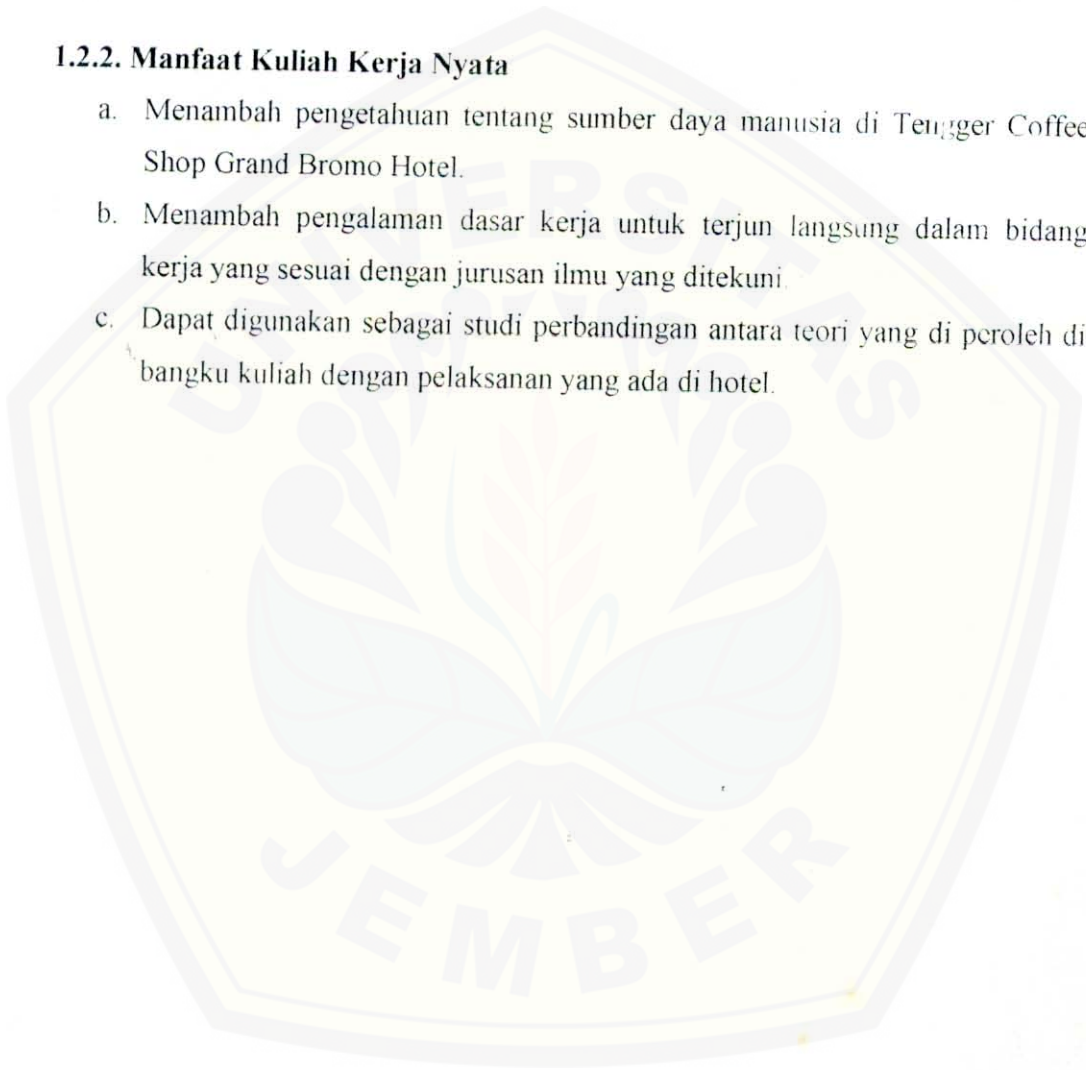 1.2.2. Manfaat Kuliah Kerja Nyata
a. Menambah pengetahuan tentang sumber daya manusia di Tengger Coffee
Shop Grand Bromo Hotel.
b. Menambah pengalaman dasar kerja untuk terjun langsung dalam bidang
kerja yang sesuai dengan jurusan ilmu yang ditekuni.
c. Dapat digunakan sebagai studi perbandingan antara teori yang di peroleh di
bangku kuliah dengan pelaksanan yang ada di hotel.
UNIVERSITAS
JEMBER